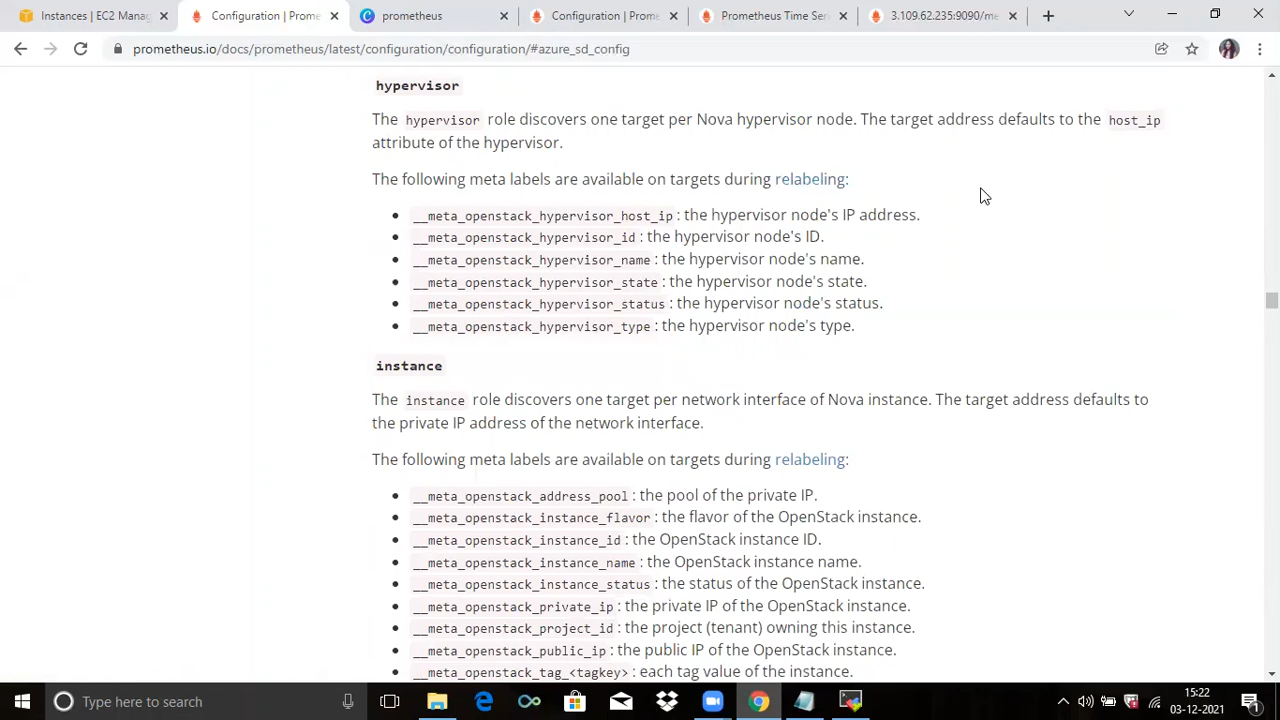 Instances | EC2 Manag
Configuration | Prome
prometheus
Configuration | Prom
Prometheus Time Seri
3.109.62.235:9090/me
prometheus.io/docs/prometheus/latest/configuration/configuration/#azure_sd_config
hypervisor
The hypervisor role discovers one target per Nova hypervisor node. The target address defaults to the host_ip
attribute of the hypervisor.
The following meta labels are available on targets during relabeling:
• __meta_openstack_hypervisor_host_ip: the hypervisor node's IP address.
• __meta_openstack_hypervisor_id: the hypervisor node's ID.
• __meta_openstack_hypervisor_name: the hypervisor node's name.
• __meta_openstack_hypervisor_state: the hypervisor node's state.
• __meta_openstack_hypervisor_status: the hypervisor node's status.
• __meta_openstack_hypervisor_type: the hypervisor node's type.
instance
The instance role discovers one target per network interface of Nova instance. The target address defaults to
the private IP address of the network interface.
The following meta labels are available on targets during relabeling:
• __meta_openstack_address_pool: the pool of the private IP.
• __meta_openstack_instance_flavor: the flavor of the OpenStack instance.
• __meta_openstack_instance_id: the OpenStack instance ID.
• __meta_openstack_instance_name: the OpenStack instance name.
• __meta_openstack_instance_status: the status of the OpenStack instance.
• __meta_openstack_private_ip: the private IP of the OpenStack instance.
• __meta_openstack_project_id: the project (tenant) owning this instance.
• __meta_openstack_public_ip: the public IP of the OpenStack instance.
• __meta_openstack_tag_<tagkey>: each tag value of the instance.
Type here to search
15:22
03-12-2021
1